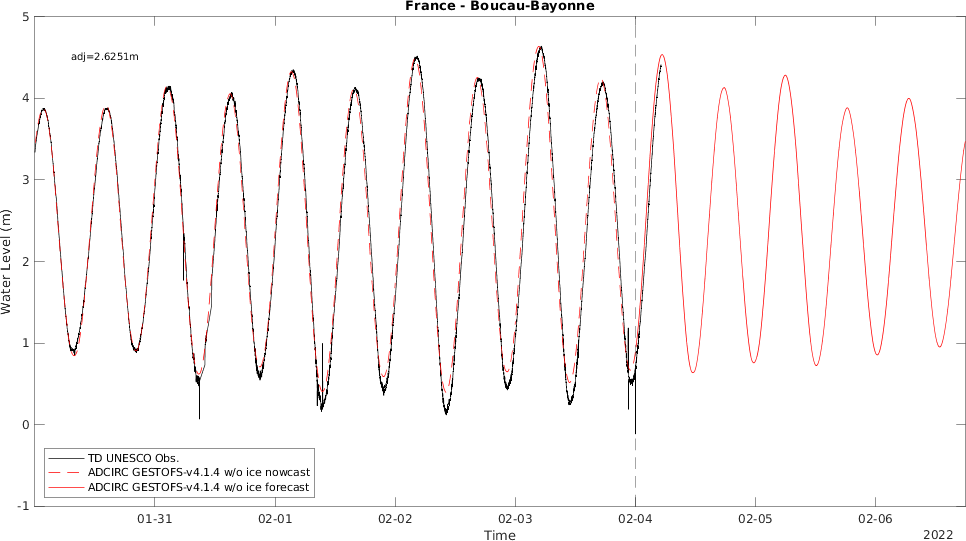 France - Boucau-Bayonne
adj=2.6251m
5
4
3
2
1
0
-1
Water Level (m)
TD UNESCO Obs.
ADCIRC GESTOFS-v4.1.4 w/o ice nowcast
ADCIRC GESTOFS-v4.1.4 w/o ice forecast
01-31 02-01 02-02 02-03 02-04 02-05 02-06
Time
2022